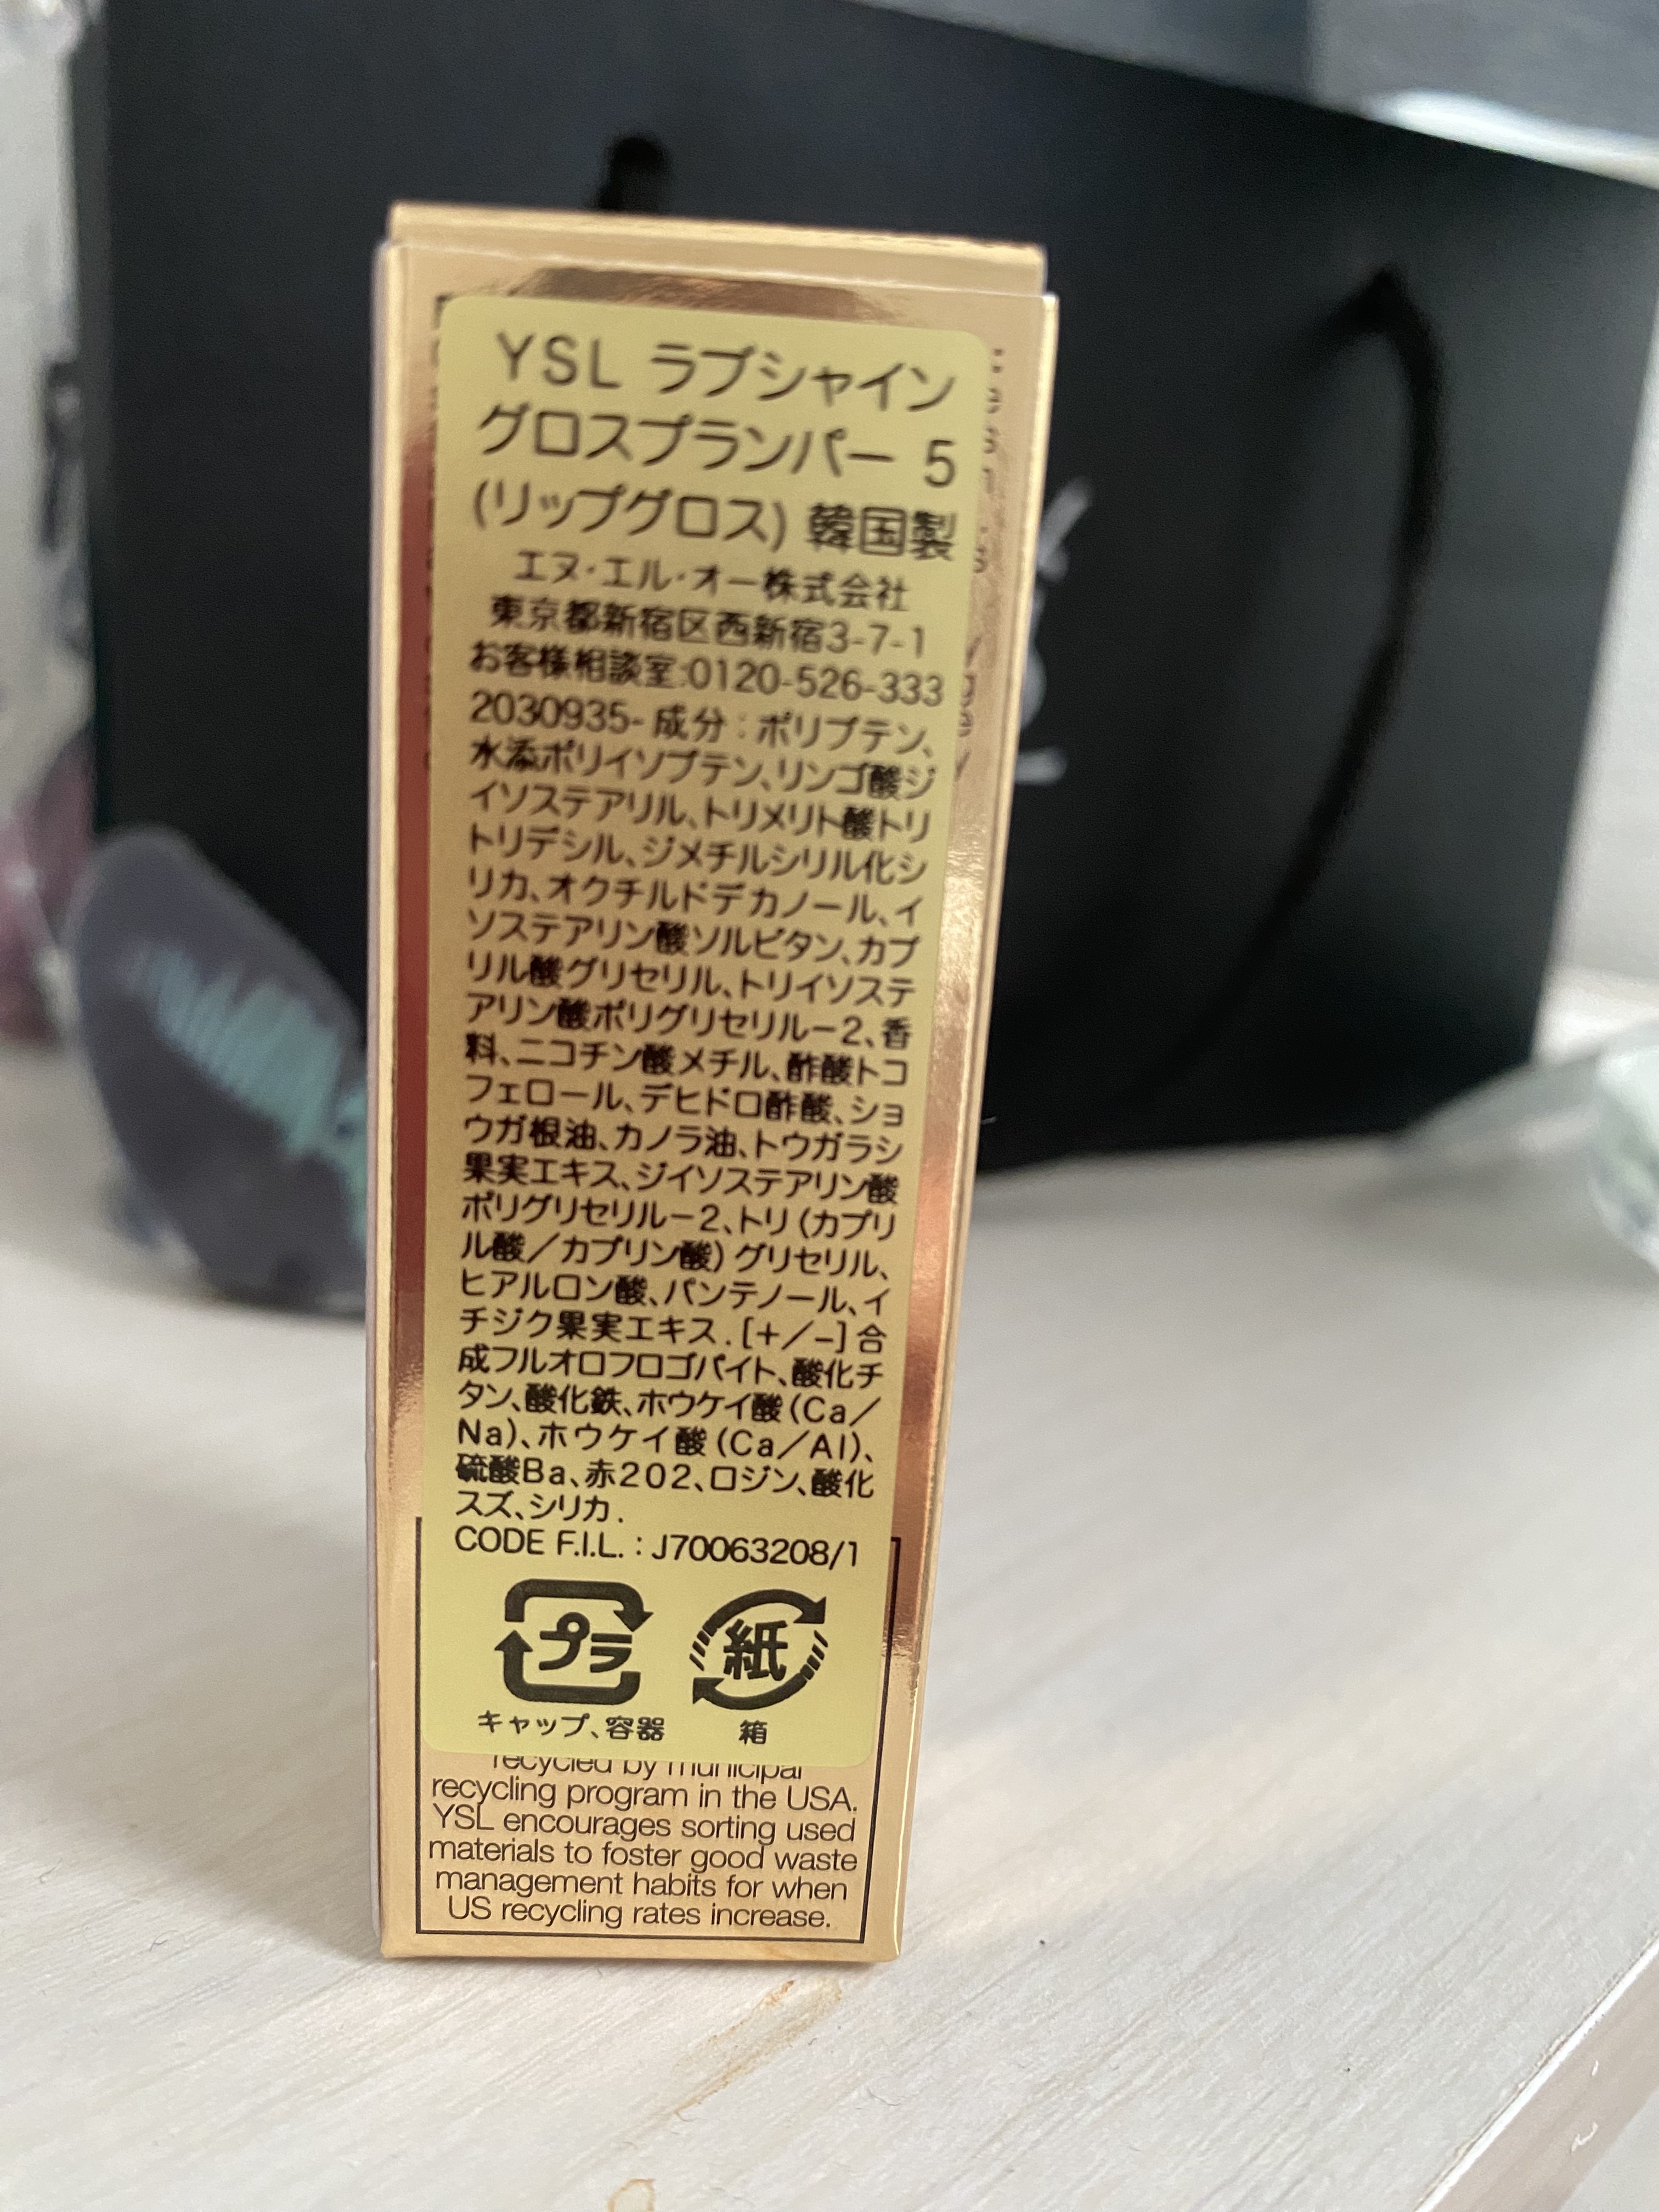 YSL ラブシャイン
グロスプランパー 5
(リップグロス) 韓国製
エヌ・エル・オー株式会社
東京都新宿区西新宿3-7-1
お客様相談室:0120-526-333
2030935- 成分：ポリブテン、
水添ポリイソブテン、リンゴ酸ジ
イソステアリル、トリメリト酸トリ
トリデシル、ジメチルシリル化シ
リカ、オクチルドデカノール、イ
ソステアリン酸ソルビタン、カプ
リル酸グリセリル、トリイソステ
アリン酸ポリグリセリル－2、香
料、ニコチン酸メチル、酢酸トコ
フェロール、デヒドロ酢酸、ショ
ウガ根油、カノラ油、トウガラシ
果実エキス、ジイソステアリン酸
ポリグリセリル－2、トリ(カプリ
ル酸／カプリン酸)グリセリル、
ヒアルロン酸、パンテノール、イ
チジク果実エキス．[＋／－]合
成フルオロフロゴパイト、酸化チ
タン、酸化鉄、ホウケイ酸(Ca／
Na)、ホウケイ酸(Ca／Al)、
硫酸Ba、赤202、ロジン、酸化
スズ、シリカ．
CODE F.I.L. : J70063208/1
プラ 紙
キャップ、容器 箱
recycled by municipal
recycling program in the USA.
YSL encourages sorting used
materials to foster good waste
management habits for when
US recycling rates increase.